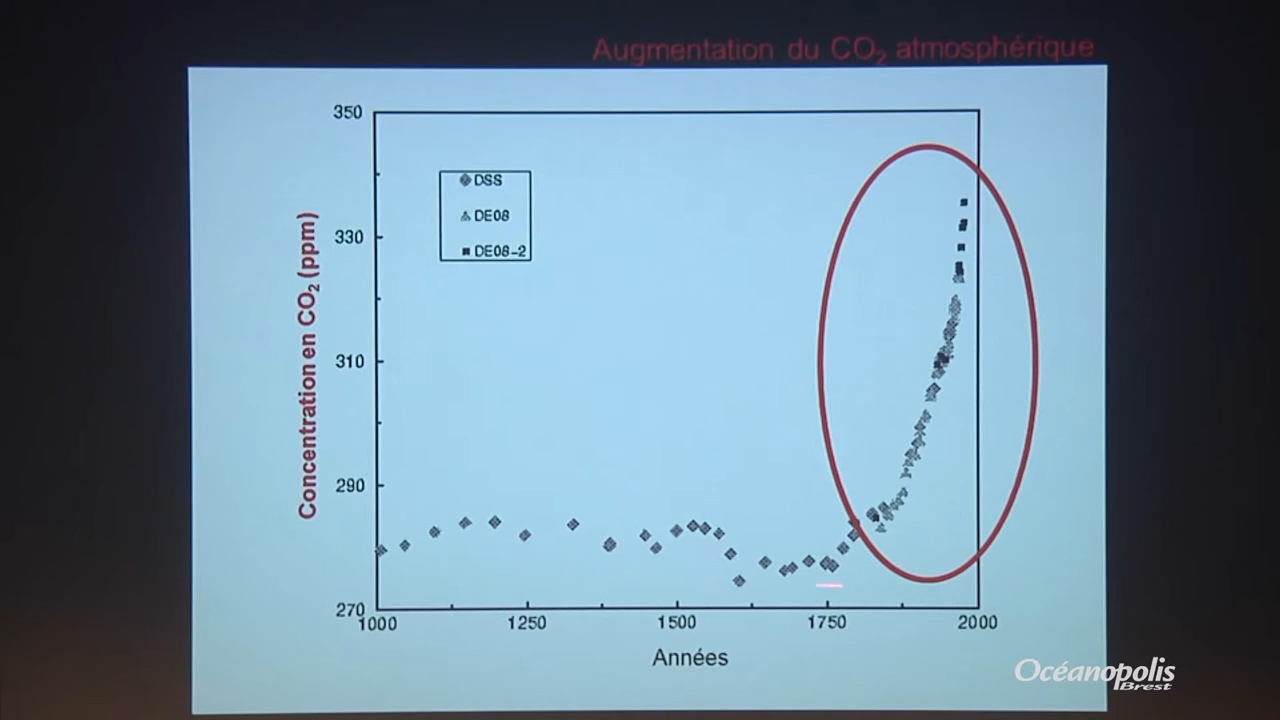 Augmentation du CO₂ atmosphérique
350
330
310
290
270
DSS
DE08
DE08-2
Concentration en CO₂ (ppm)
1000 1250 1500 1750 2000
Années
Océanopolis
Brest